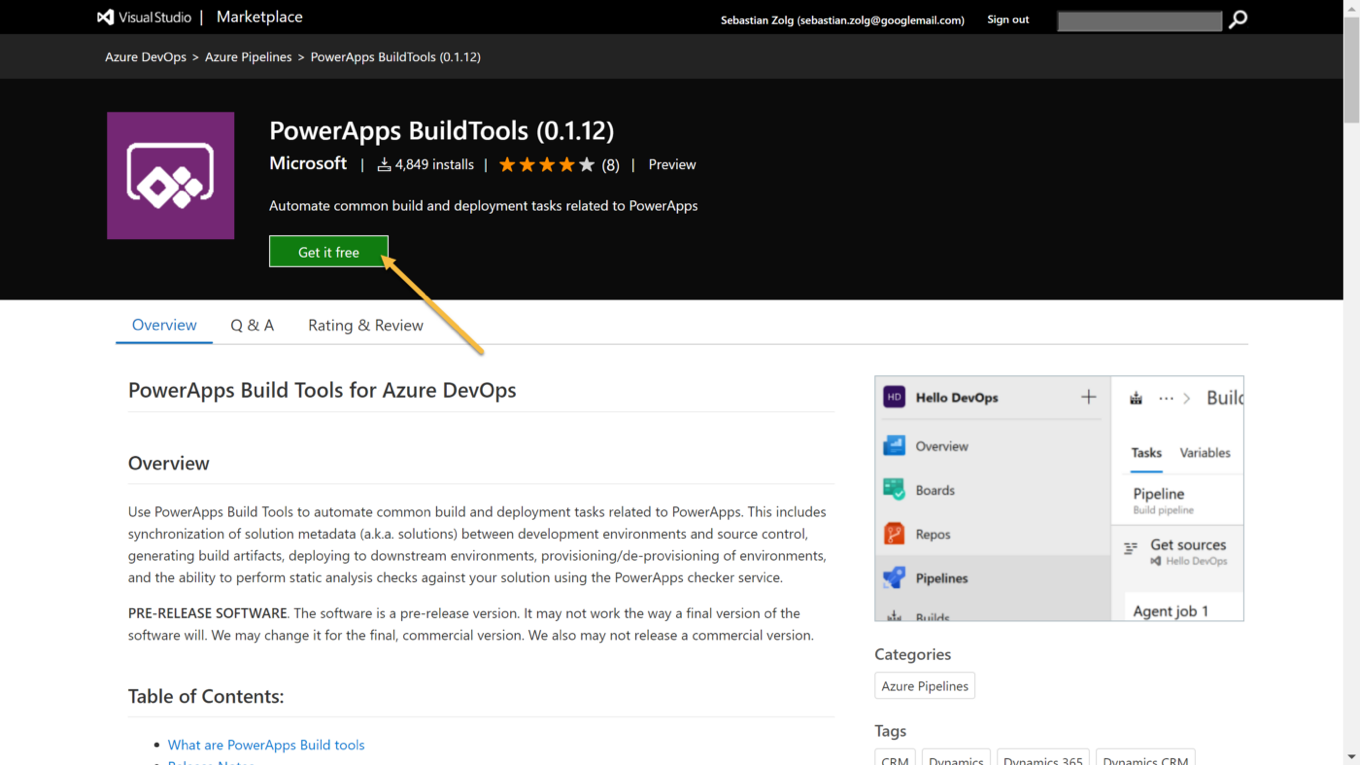 Visual Studio | Marketplace
Sebastian Zolg (sebastian.zolg@googlemail.com) Sign out
Azure DevOps > Azure Pipelines > PowerApps BuildTools (0.1.12)
PowerApps BuildTools (0.1.12)
Microsoft | 4,849 installs | (8) | Preview
Automate common build and deployment tasks related to PowerApps
Get it free
Overview Q & A Rating & Review
PowerApps Build Tools for Azure DevOps
Overview
Use PowerApps Build Tools to automate common build and deployment tasks related to PowerApps. This includes
synchronization of solution metadata (a.k.a. solutions) between development environments and source control,
generating build artifacts, deploying to downstream environments, provisioning/de-provisioning of environments,
and the ability to perform static analysis checks against your solution using the PowerApps checker service.
PRE-RELEASE SOFTWARE. The software is a pre-release version. It may not work the way a final version of the
software will. We may change it for the final, commercial version. We also may not release a commercial version.
Table of Contents:
• What are PowerApps Build tools
• Release Notes
HD Hello DevOps +
Overview
Boards
Repos
Pipelines
Builds
... > Build
Tasks Variables
Pipeline
Build pipeline
Get sources
Hello DevOps
Agent job 1
Categories
Azure Pipelines
Tags
CRM Dynamics Dynamics 365 Dynamics CRM